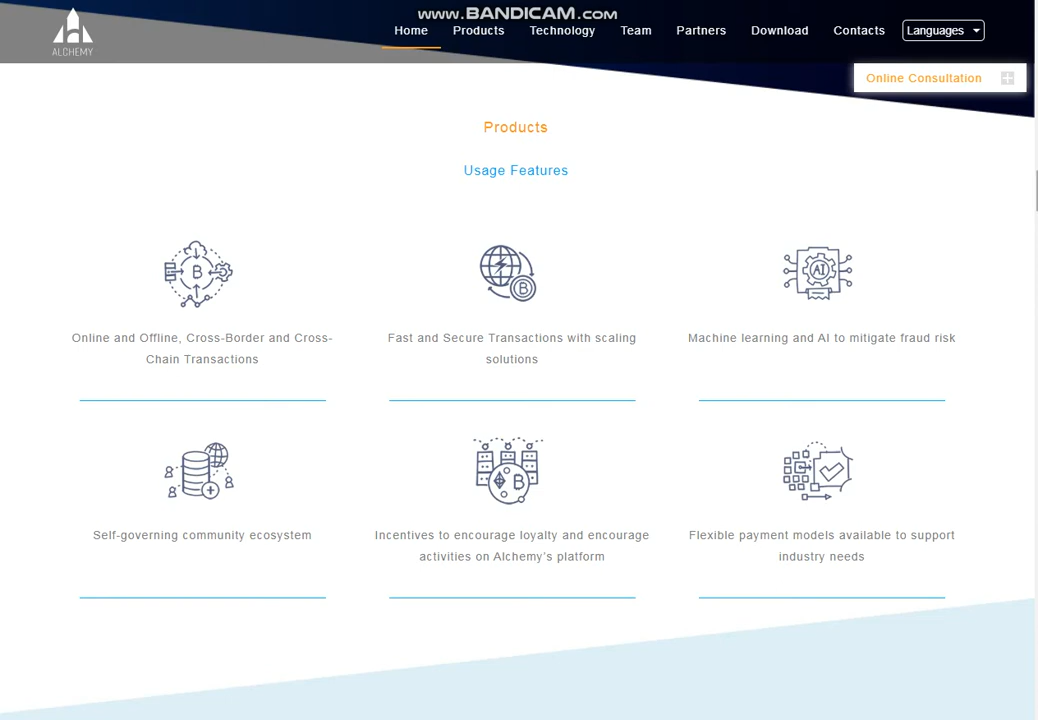 www.BANDICAM.com
ALCHEMY
Home Products Technology Team Partners Download Contacts Languages
Online Consultation
Products
Usage Features
B
B
AI
Online and Offline, Cross-Border and Cross-
Chain Transactions
Fast and Secure Transactions with scaling
solutions
Machine learning and AI to mitigate fraud risk
B
Self-governing community ecosystem
Incentives to encourage loyalty and encourage
activities on Alchemy's platform
Flexible payment models available to support
industry needs